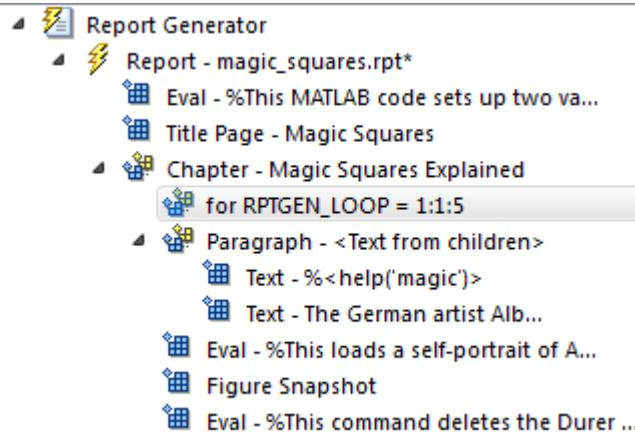 Report Generator
Report - magic_squares.rpt*
Eval - %This MATLAB code sets up two va...
Title Page - Magic Squares
Chapter - Magic Squares Explained
for RPTGEN_LOOP = 1:1:5
Paragraph - <Text from children>
Text - %<help('magic')>
Text - The German artist Alb...
Eval - %This loads a self-portrait of A...
Figure Snapshot
Eval - %This command deletes the Durer ...